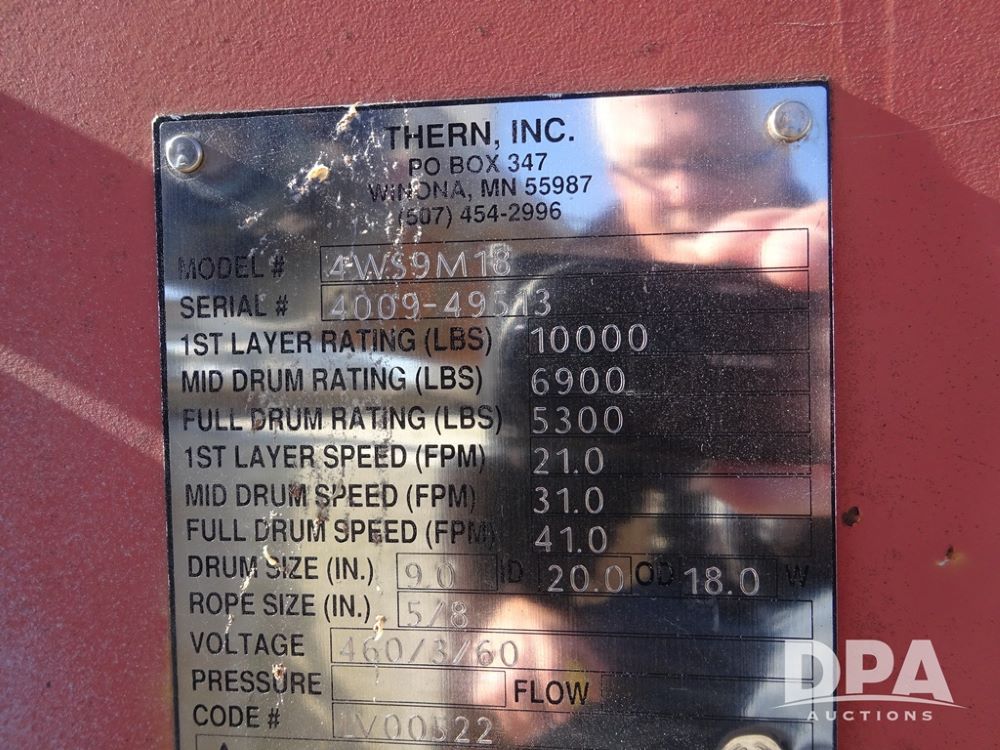 THERN, INC.
PO BOX 347
WINONA, MN 55987
(507) 454-2996
MODEL # 4WS9M18
SERIAL # 4009-49513
1ST LAYER RATING (LBS) 10000
MID DRUM RATING (LBS) 6900
FULL DRUM RATING (LBS) 5300
1ST LAYER SPEED (FPM) 21.0
MID DRUM SPEED (FPM) 31.0
FULL DRUM SPEED (FPM) 41.0
DRUM SIZE (IN.) 9.0 ID 20.0 OD 18.0 W
ROPE SIZE (IN.) 5/8
VOLTAGE 460/3/60
PRESSURE FLOW
CODE # LV00522
DPA
AUCTIONS